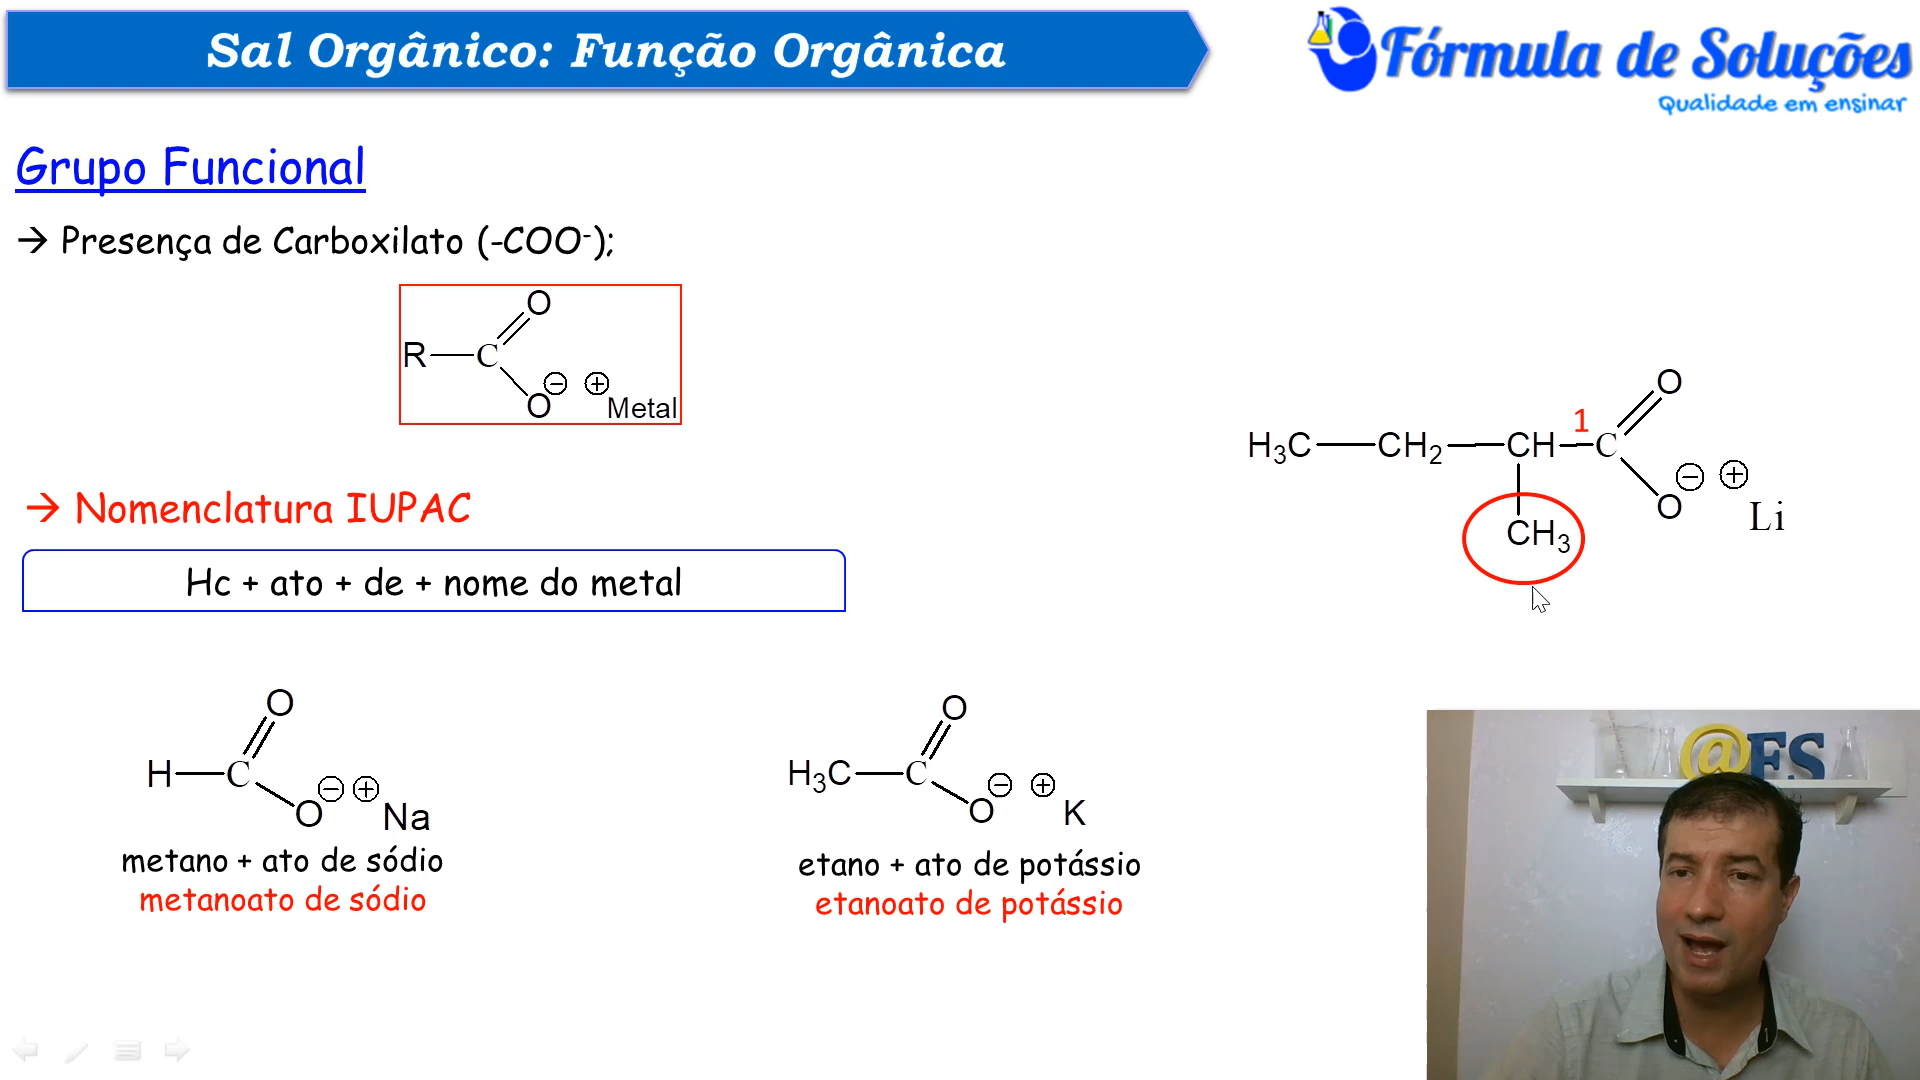 Sal Orgânico: Função Orgânica
Fórmula de Soluções
Qualidade em ensinar
Grupo Funcional
→ Presença de Carboxilato (-COO⁻);
O
R C
⊖ ⊕
O Metal
→ Nomenclatura IUPAC
Hc + ato + de + nome do metal
O
1
H₃C CH₂ CH C
⊖ ⊕
O Li
CH₃
O
H C
⊖ ⊕
O Na
metano + ato de sódio
metanoato de sódio
O
H₃C C
⊖ ⊕
O K
etano + ato de potássio
etanoato de potássio
@FS